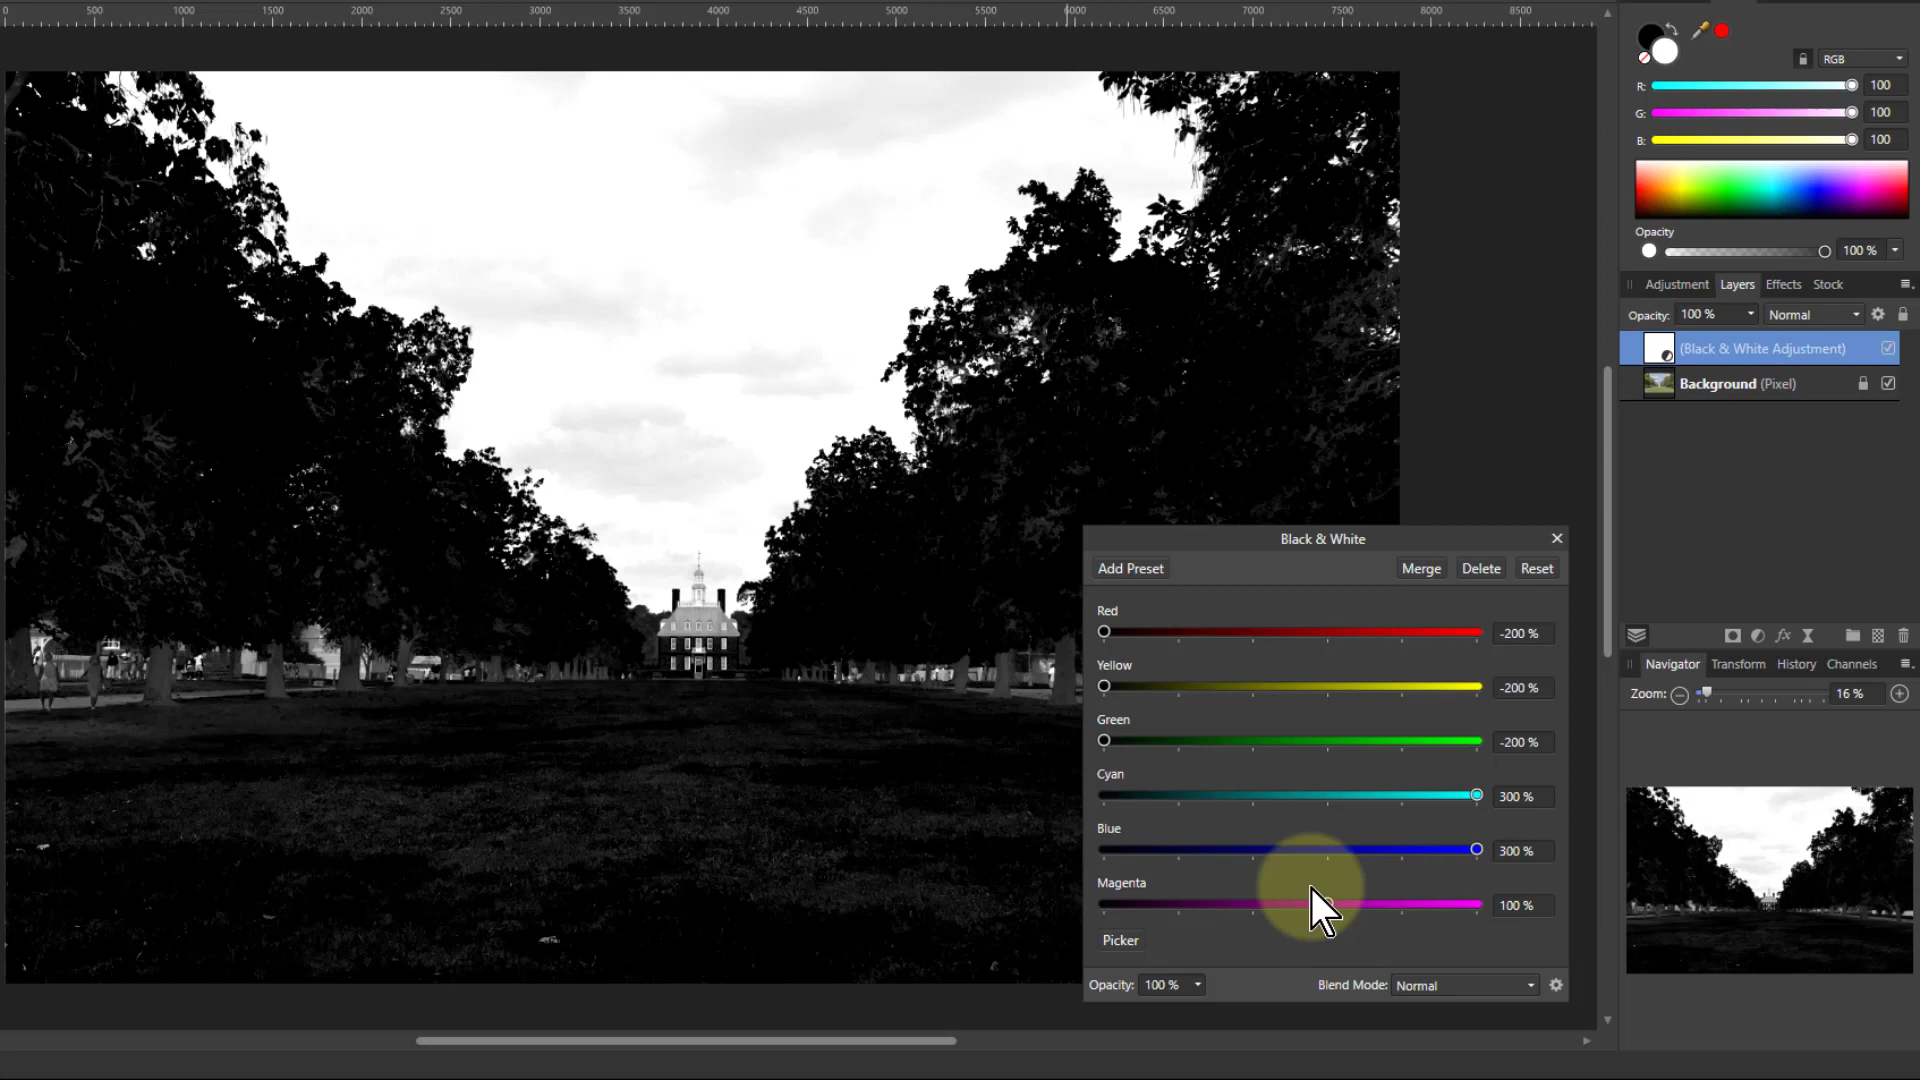 0 500 1000 1500 2000 2500 3000 3500 4000 4500 5000 5500 6000 6500 7000 7500 8000 8500
RGB
R: 100
G: 100
B: 100
Opacity
100 %
Adjustment Layers Effects Stock
Opacity: 100 % Normal
(Black & White Adjustment)
Background (Pixel)
Black & White
Add Preset Merge Delete Reset
Red
-200 %
Yellow
-200 %
Green
-200 %
Cyan
300 %
Blue
300 %
Magenta
100 %
Picker
Opacity: 100 % Blend Mode: Normal
fx
Navigator Transform History Channels
Zoom: 16 %